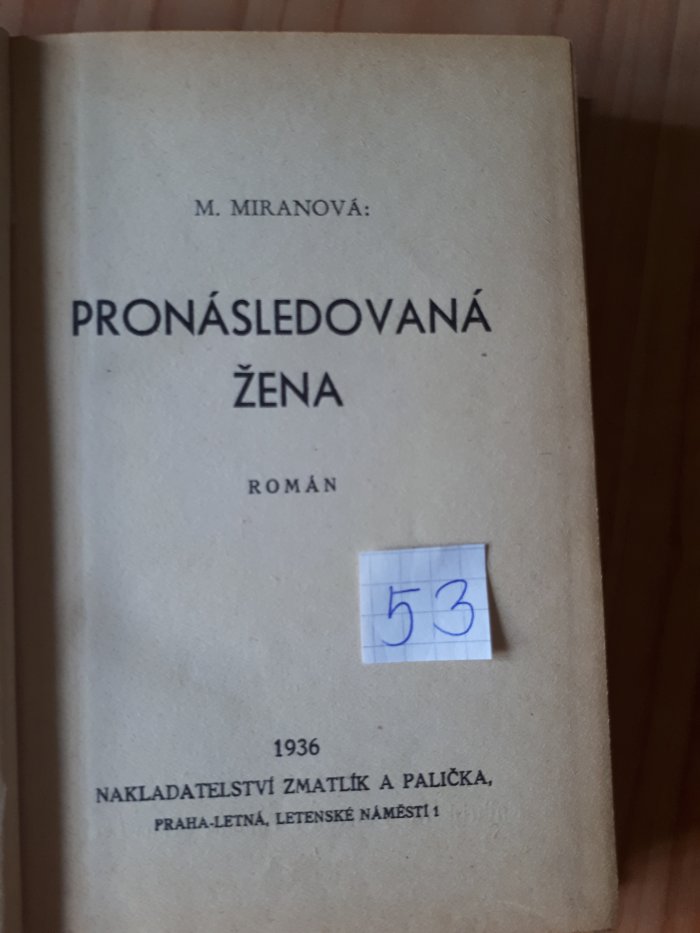 M. MIRANOVÁ:
PRONÁSLEDOVANÁ
ŽENA
ROMÁN
53
1936
NAKLADATELSTVÍ ZMATLÍK A PALIČKA,
PRAHA-LETNÁ, LETENSKÉ NÁMĚSTÍ 1